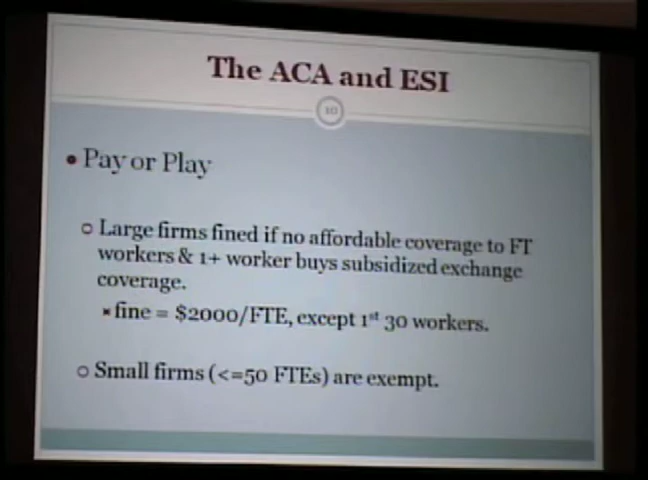 The ACA and ESI
10
• Pay or Play
○ Large firms fined if no affordable coverage to FT
workers & 1+ worker buys subsidized exchange
coverage.
× fine = $2000/FTE, except 1st 30 workers.
○ Small firms (<=50 FTEs) are exempt.